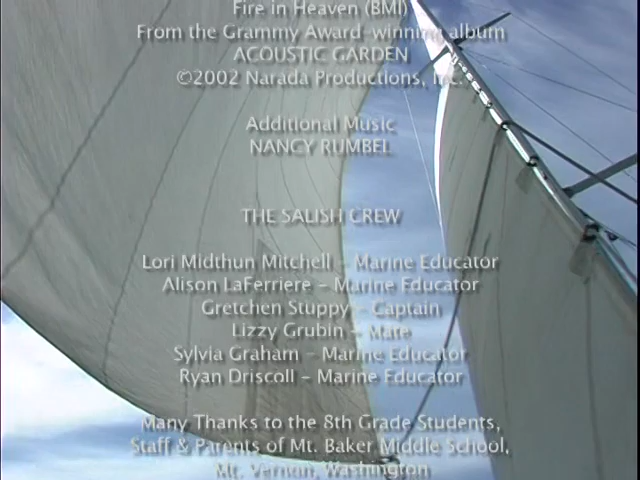 Fire in Heaven (BMI)
From the Grammy Award-winning album
ACOUSTIC GARDEN
©2002 Narada Productions, Inc.
Additional Music
NANCY RUMBEL
THE SALISH CREW
Lori Midthun Mitchell - Marine Educator
Alison LaFerriere - Marine Educator
Gretchen Stuppy - Captain
Lizzy Grubin - Mate
Sylvia Graham - Marine Educator
Ryan Driscoll - Marine Educator
Many Thanks to the 8th Grade Students,
Staff & Parents of Mt. Baker Middle School,
Mt. Vernon, Washington